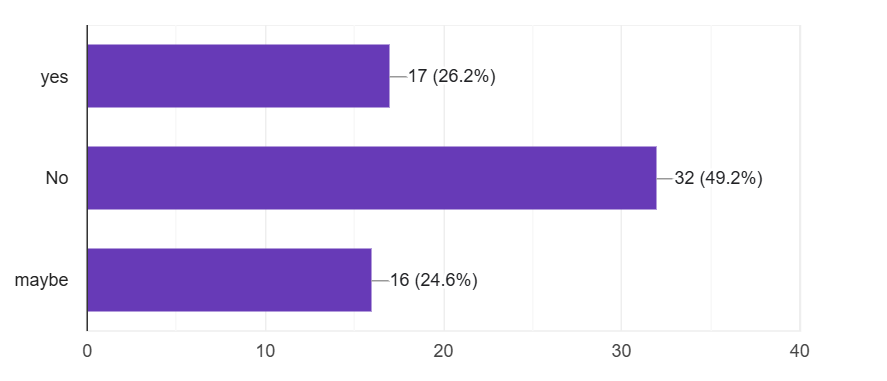 yes 17 (26.2%)
No 32 (49.2%)
maybe 16 (24.6%)
0 10 20 30 40